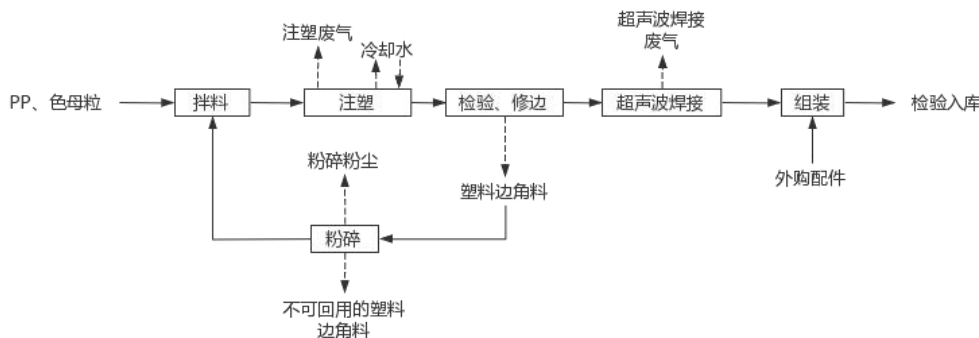 超声波焊接
废气
注塑废气
冷却水
PP、色母粒
拌料
注塑
检验、修边
超声波焊接
组装
检验入库
粉碎粉尘
塑料边角料
外购配件
粉碎
不可回用的塑料
边角料